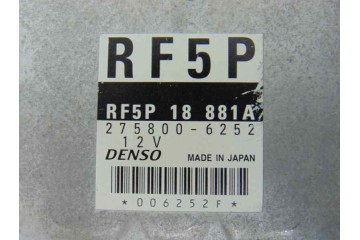 RF5P
RF5P 18 881A
275800-6252
12V
DENSO MADE IN JAPAN
*006252F*